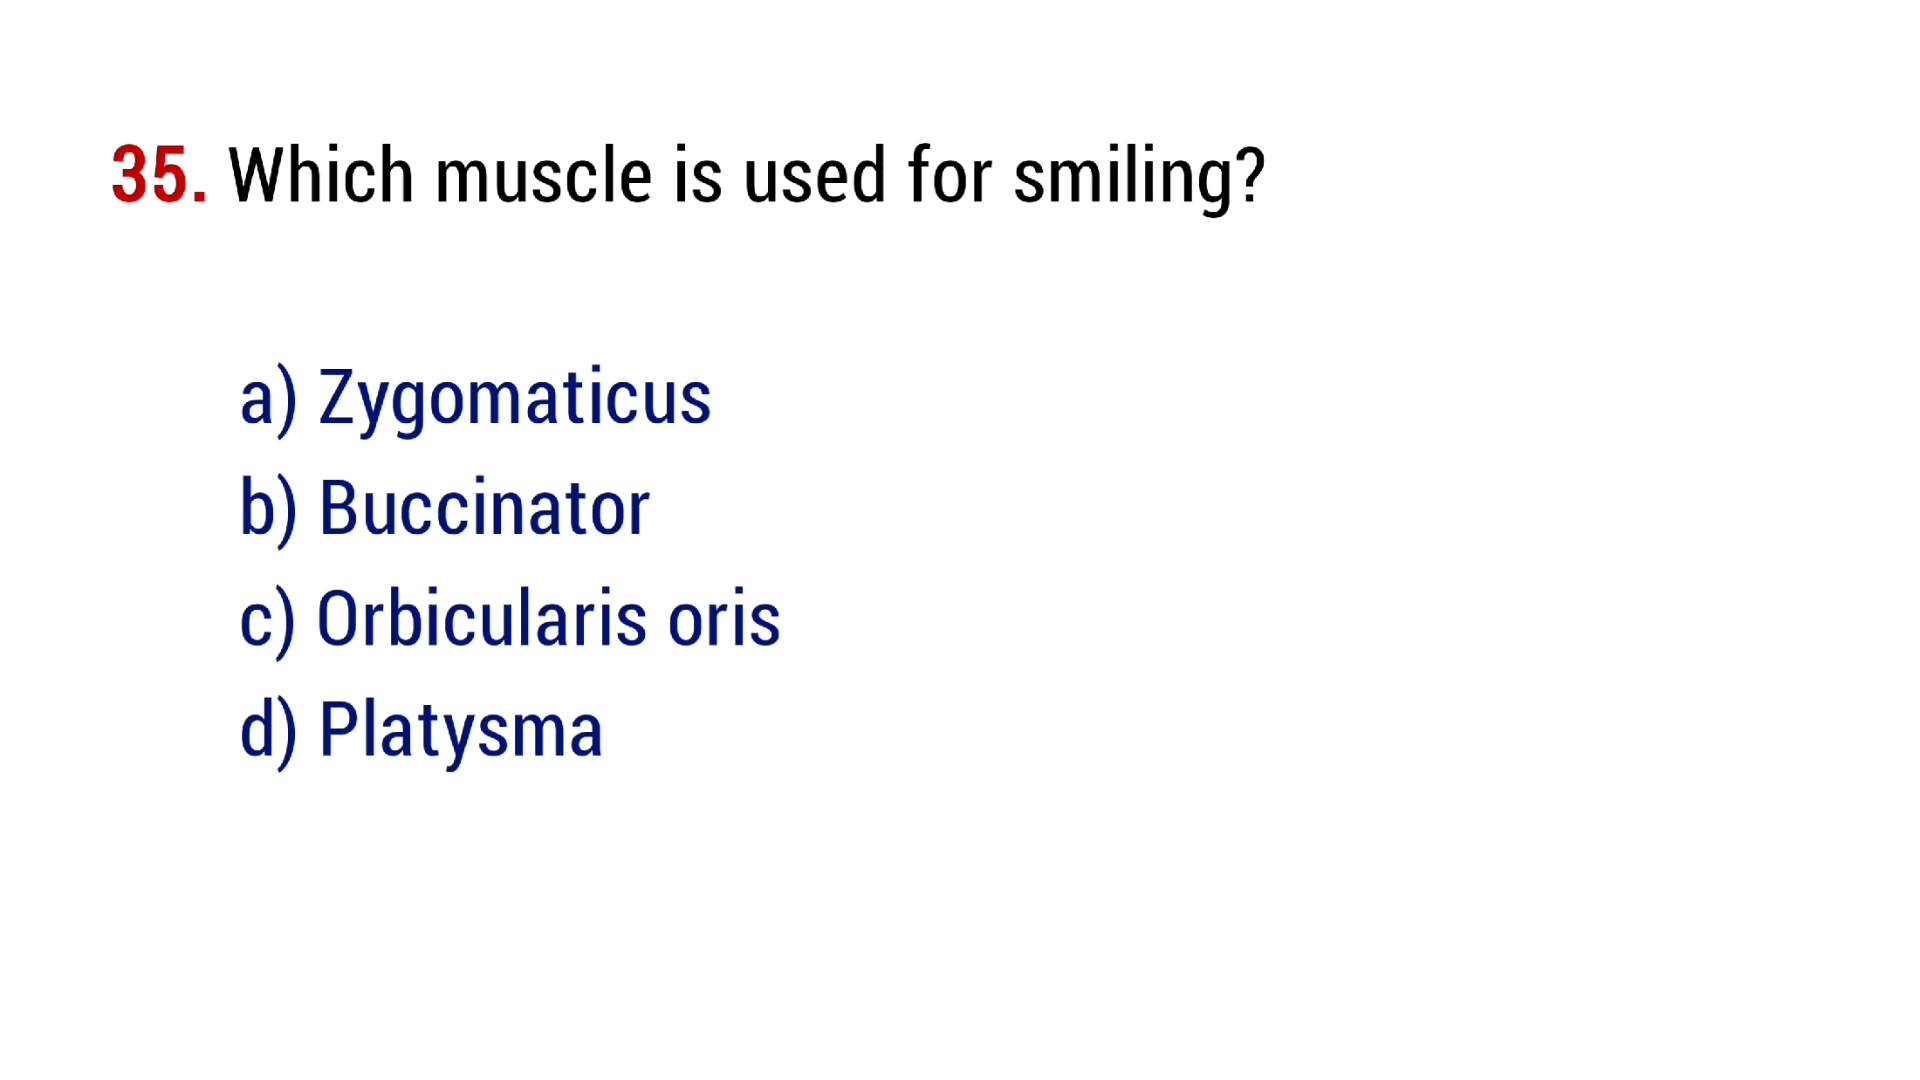 35. Which muscle is used for smiling?
a) Zygomaticus
b) Buccinator
c) Orbicularis oris
d) Platysma